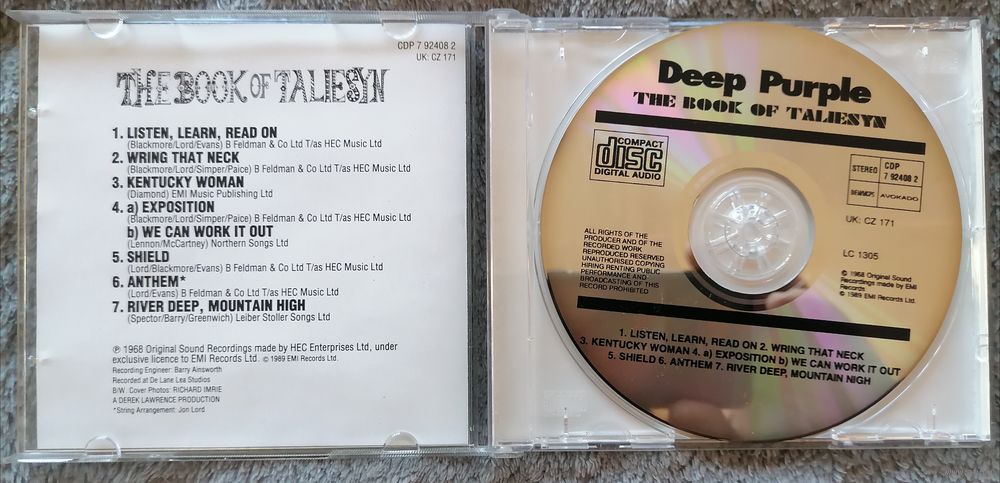 CDP 7 92408 2
UK: CZ 171
THE BOOK OF TALIESYN
1. LISTEN, LEARN, READ ON
(Blackmore/Lord/Evans) B Feldman & Co Ltd T/as HEC Music Ltd
2. WRING THAT NECK
(Blackmore/Lord/Simper/Paice) B Feldman & Co Ltd T/as HEC Music Ltd
3. KENTUCKY WOMAN
(Diamond) EMI Music Publishing Ltd
4. a) EXPOSITION
(Blackmore/Lord/Simper/Paice) B Feldman & Co Ltd T/as HEC Music Ltd
b) WE CAN WORK IT OUT
(Lennon/McCartney) Northern Songs Ltd
5. SHIELD
(Lord/Blackmore/Evans) B Feldman & Co Ltd T/as HEC Music Ltd
6. ANTHEM*
(Lord/Evans) B Feldman & Co Ltd T/as HEC Music Ltd
7. RIVER DEEP, MOUNTAIN HIGH
(Spector/Barry/Greenwich) Leiber Stoller Songs Ltd
℗ 1968 Original Sound Recordings made by HEC Enterprises Ltd, under
exclusive licence to EMI Records Ltd. © 1989 EMI Records Ltd.
Recording Engineer: Barry Ainsworth
Recorded at De Lane Lea Studios
B/W. Cover Photos: RICHARD IMRIE
A DEREK LAWRENCE PRODUCTION
*String Arrangement: Jon Lord
Deep Purple
THE BOOK OF TALIESYN
COMPACT
disc
DIGITAL AUDIO
STEREO
CDP
7 92408 2
AVOKADO
UK: CZ 171
LC 1305
ALL RIGHTS OF THE
PRODUCER AND OF THE
RECORDED WORK
REPRODUCED RESERVED
UNAUTHORISED COPYING
HIRING RENTING PUBLIC
PERFORMANCE AND
BROADCASTING OF THIS
RECORD PROHIBITED
℗ 1968 Original Sound
Recordings made by EMI
Records
© 1989 EMI Records Ltd.
1. LISTEN, LEARN, READ ON 2. WRING THAT NECK
3. KENTUCKY WOMAN 4. a) EXPOSITION b) WE CAN WORK IT OUT
5. SHIELD 6. ANTHEM 7. RIVER DEEP, MOUNTAIN NIGH